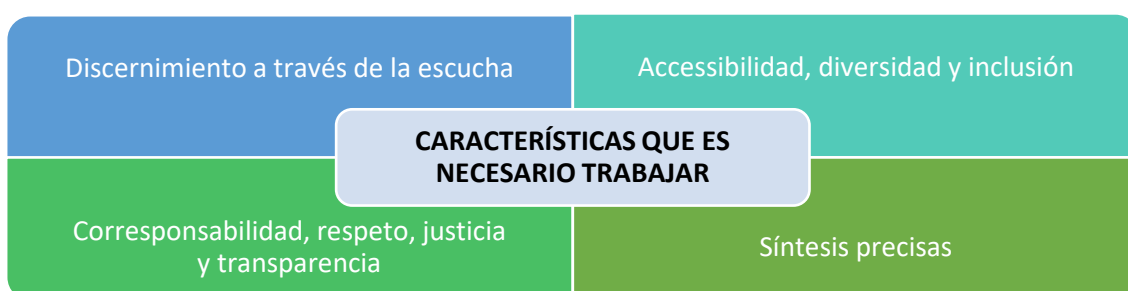 Discernimiento a través de la escucha
Accessibilidad, diversidad y inclusión
CARACTERÍSTICAS QUE ES
NECESARIO TRABAJAR
Corresponsabilidad, respeto, justicia
y transparencia
Síntesis precisas